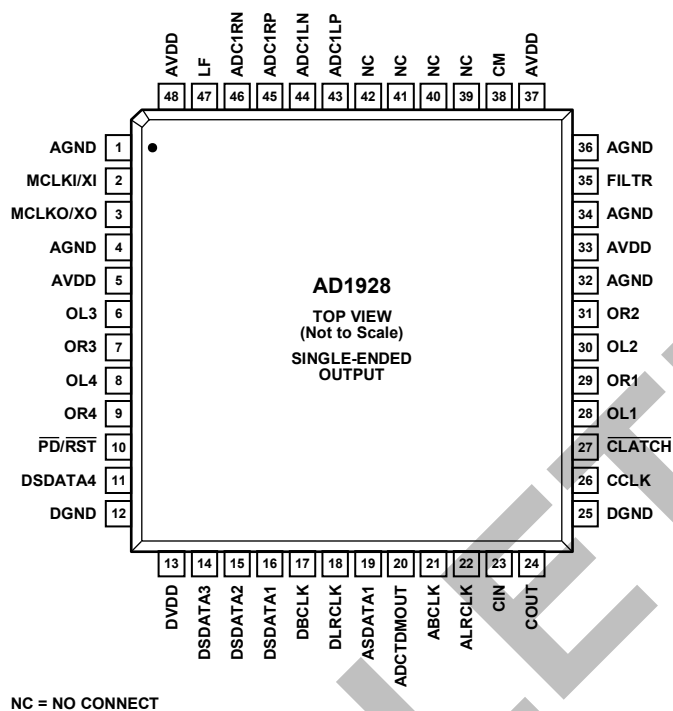 AVDD LF ADC1RN ADC1RP ADC1LN ADC1LP NC NC NC NC CM AVDD
48 47 46 45 44 43 42 41 40 39 38 37
AGND 1
MCLKI/XI 2
MCLKO/XO 3
AGND 4
AVDD 5
OL3 6
OR3 7
OL4 8
OR4 9
PD/RST 10
DSDATA4 11
DGND 12
AD1928
TOP VIEW
(Not to Scale)
SINGLE-ENDED
OUTPUT
36 AGND
35 FILTR
34 AGND
33 AVDD
32 AGND
31 OR2
30 OL2
29 OR1
28 OL1
27 CLATCH
26 CCLK
25 DGND
13 14 15 16 17 18 19 20 21 22 23 24
DVDD DSDATA3 DSDATA2 DSDATA1 DBCLK DLRCLK ASDATA1 ADCTDMOUT ABCLK ALRCLK CIN COUT
NC = NO CONNECT